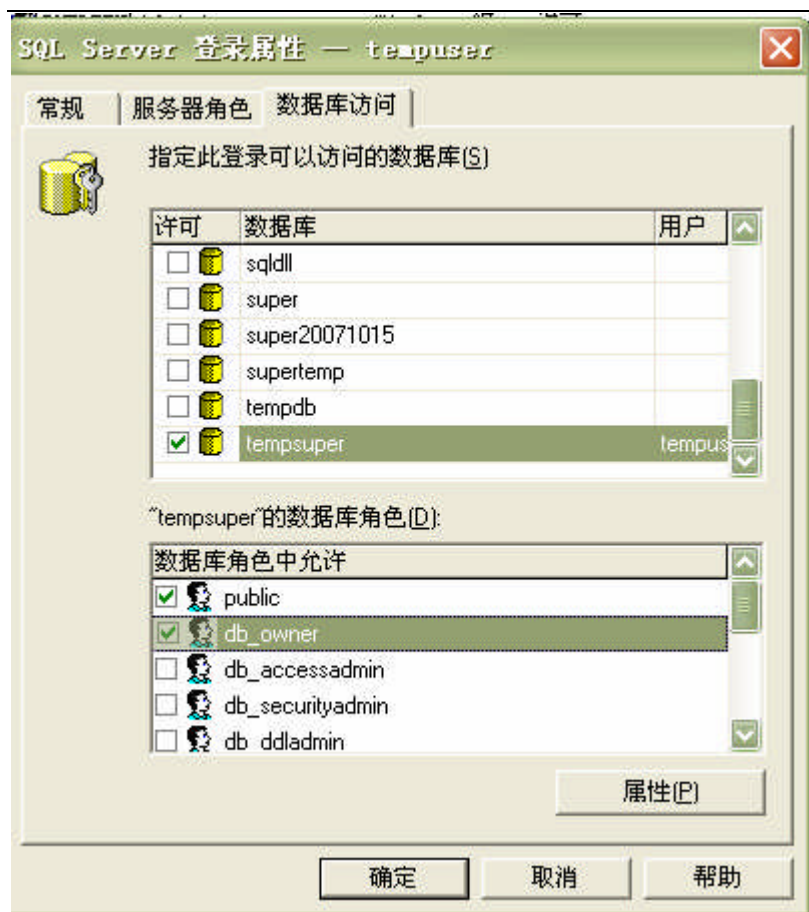 SQL Server 登录属性 — tempuser
常规 服务器角色 数据库访问
指定此登录可以访问的数据库(S)
许可 数据库 用户
sqldll
super
super20071015
supertemp
tempdb
tempsuper tempus
“tempsuper”的数据库角色(D):
数据库角色中允许
public
db_owner
db_accessadmin
db_securityadmin
db_ddladmin
属性(P)
确定 取消 帮助